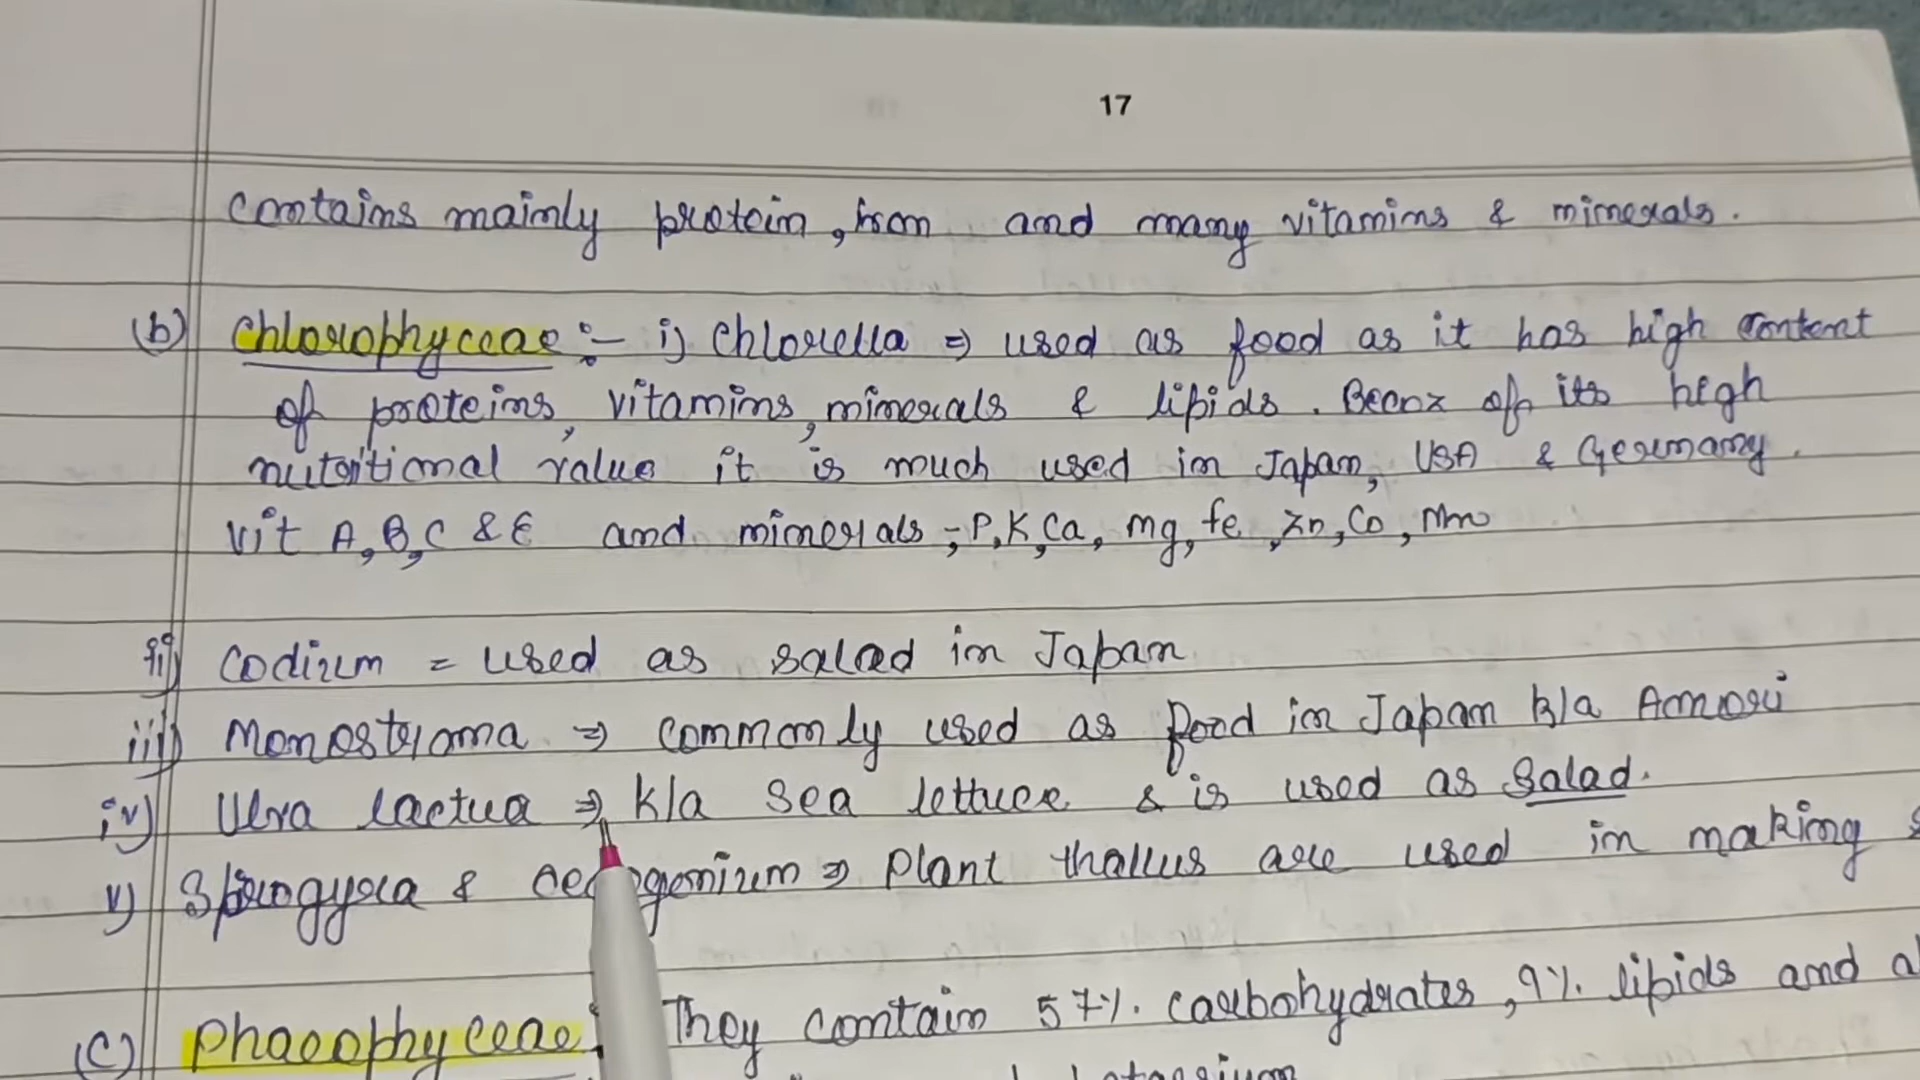 17
contains mainly protein, iron and many vitamins & minerals.
(b) Chlorophyceae :- i) Chlorella ⇒ used as food as it has high content
of proteins, vitamins, minerals & lipids. Becoz of its high
nutritional value it is much used in Japan, USA & Germany.
vit A, B, C & E and minerals - P, K, Ca, Mg, Fe, Zn, Co, Mn
ii) Codium = used as salad in Japan
iii) Monostroma ⇒ commonly used as food in Japan k/a Aonori
iv) Ulva lactua ⇒ k/a sea lettuce & is used as Salad.
v) Spirogyra & Oedogonium ⇒ Plant thallus are used in making
(c) Phaeophyceae: They contain 57%. carbohydrates, 9%. lipids and